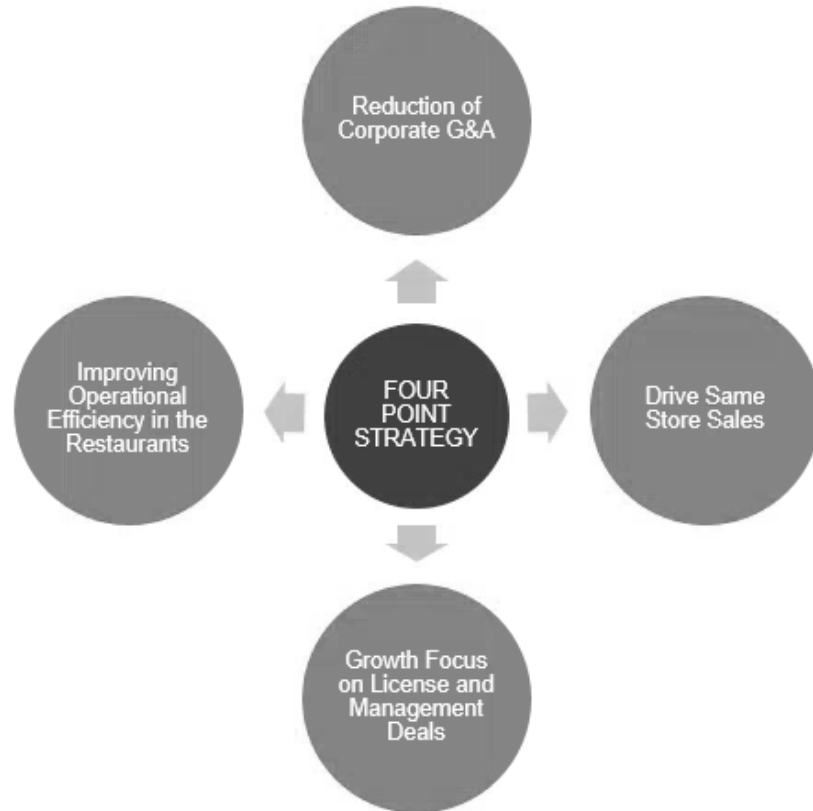 Reduction of
Corporate G&A
Improving
Operational
Efficiency in the
Restaurants
FOUR
POINT
STRATEGY
Drive Same
Store Sales
Growth Focus
on License and
Management
Deals